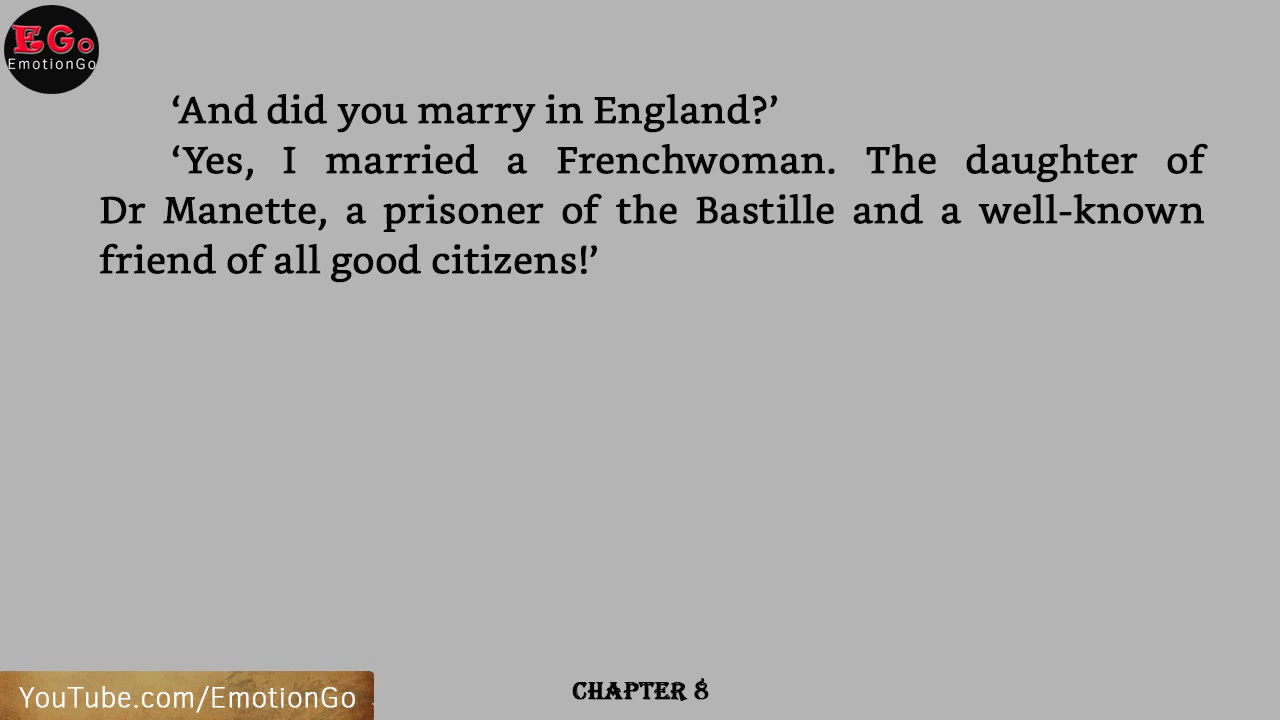 EGo
EmotionGo
‘And did you marry in England?’
‘Yes, I married a Frenchwoman. The daughter of
Dr Manette, a prisoner of the Bastille and a well-known
friend of all good citizens!’
YouTube.com/EmotionGo
CHAPTER 8